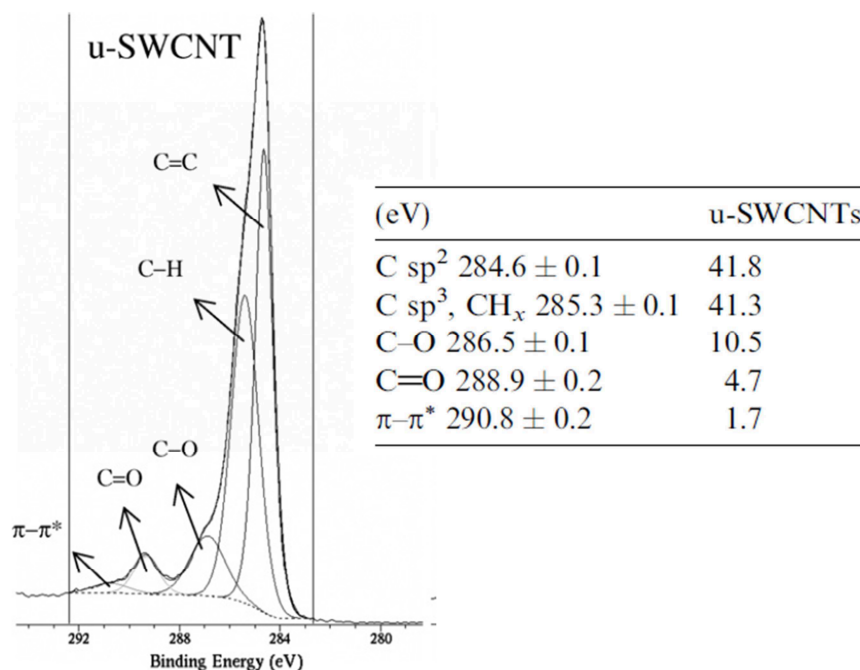 u-SWCNT
C=C
C–H
C–O
C=O
π–π*
292 288 284 280
Binding Energy (eV)
(eV) u-SWCNTs
C sp² 284.6 ± 0.1 41.8
C sp³, CHₓ 285.3 ± 0.1 41.3
C–O 286.5 ± 0.1 10.5
C=O 288.9 ± 0.2 4.7
π–π* 290.8 ± 0.2 1.7